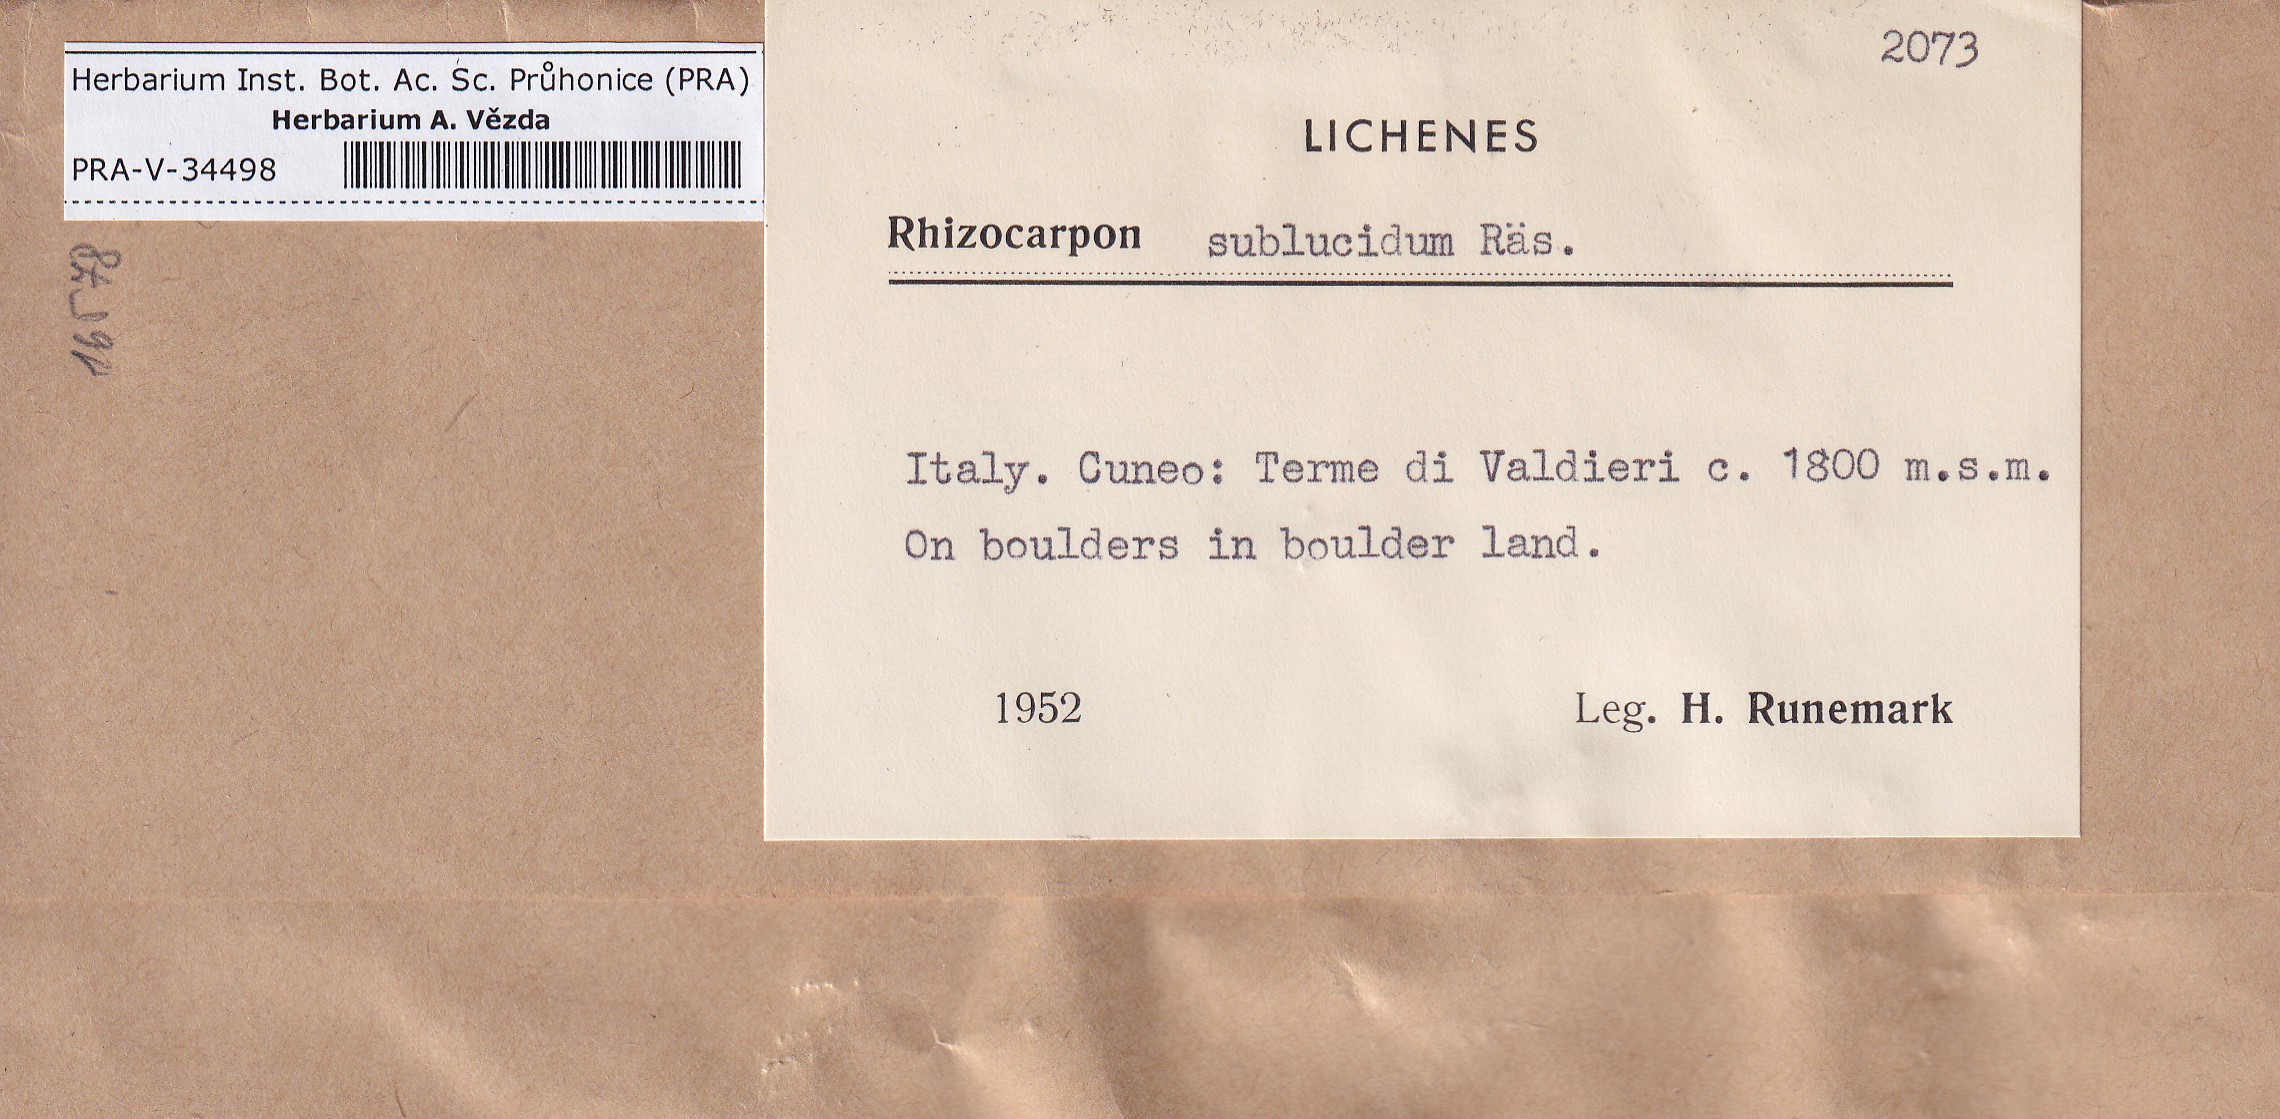 Herbarium Inst. Bot. Ac. Sc. Průhonice (PRA)
Herbarium A. Vězda
PRA-V-34498
2073
LICHENES
Rhizocarpon sublucidum Räs.
Italy. Cuneo: Terme di Valdieri c. 1800 m.s.m.
On boulders in boulder land.
1952 Leg. H. Runemark